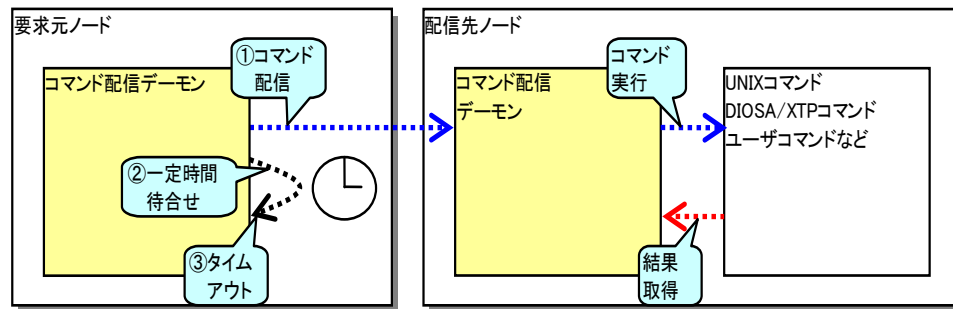 要求元ノード
コマンド配信デーモン
①コマンド
配信
②一定時間
待合せ
③タイム
アウト
配信先ノード
コマンド配信
デーモン
コマンド
実行
UNIXコマンド
DIOSA/XTPコマンド
ユーザコマンドなど
結果
取得